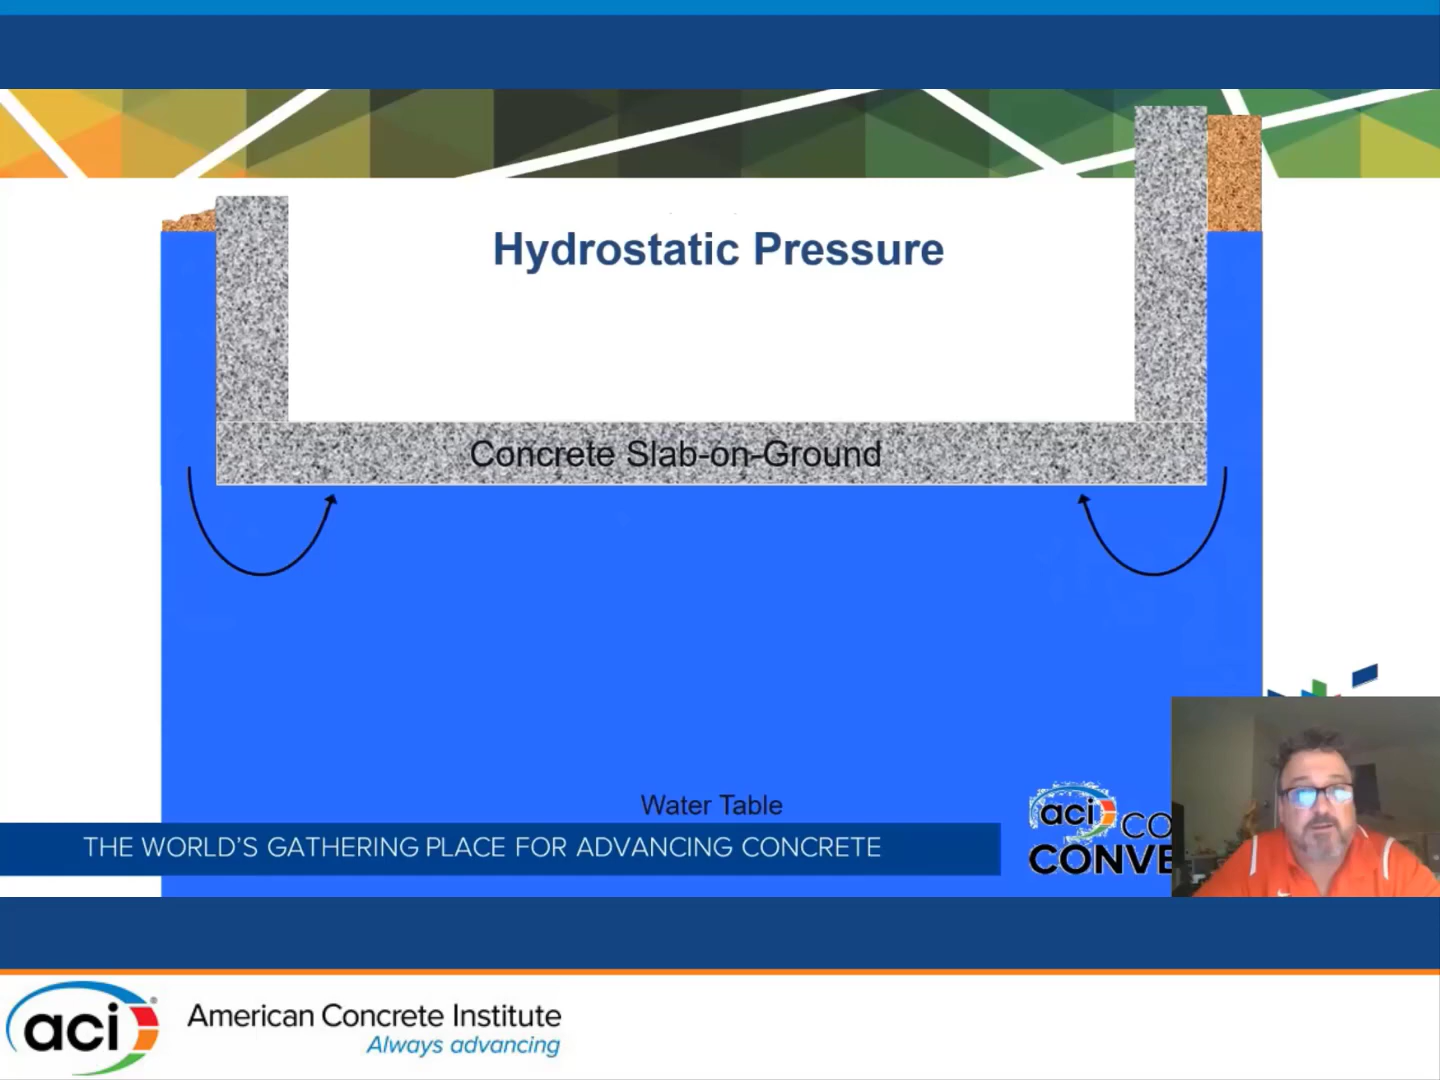 Hydrostatic Pressure
Concrete Slab-on-Ground
Water Table
THE WORLD'S GATHERING PLACE FOR ADVANCING CONCRETE
aci
CO
CONVE
aci
American Concrete Institute
Always advancing